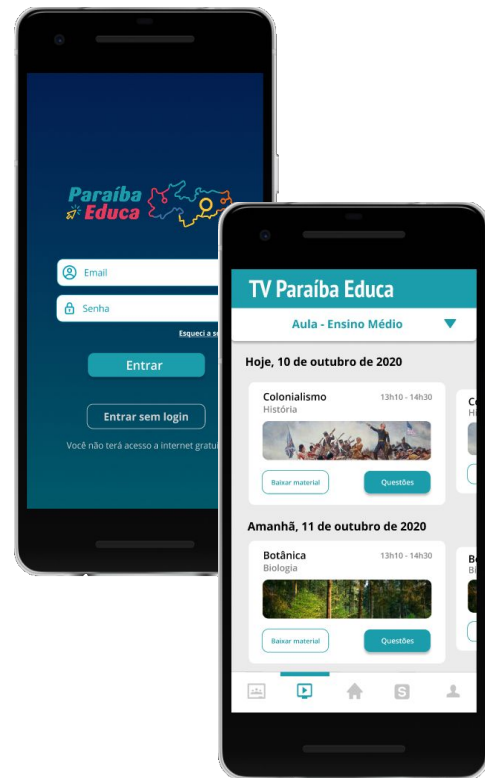 Paraíba
Educa
Email
Senha
Esqueci a
Entrar
Entrar sem login
Você não terá acesso a internet
TV Paraíba Educa
Aula - Ensino Médio
Hoje, 10 de outubro de 2020
Colonialismo
13h10 - 14h30
História
Baixar material
Questões
Amanhã, 11 de outubro de 2020
Botânica
13h10 - 14h30
Biologia
Baixar material
Questões
S